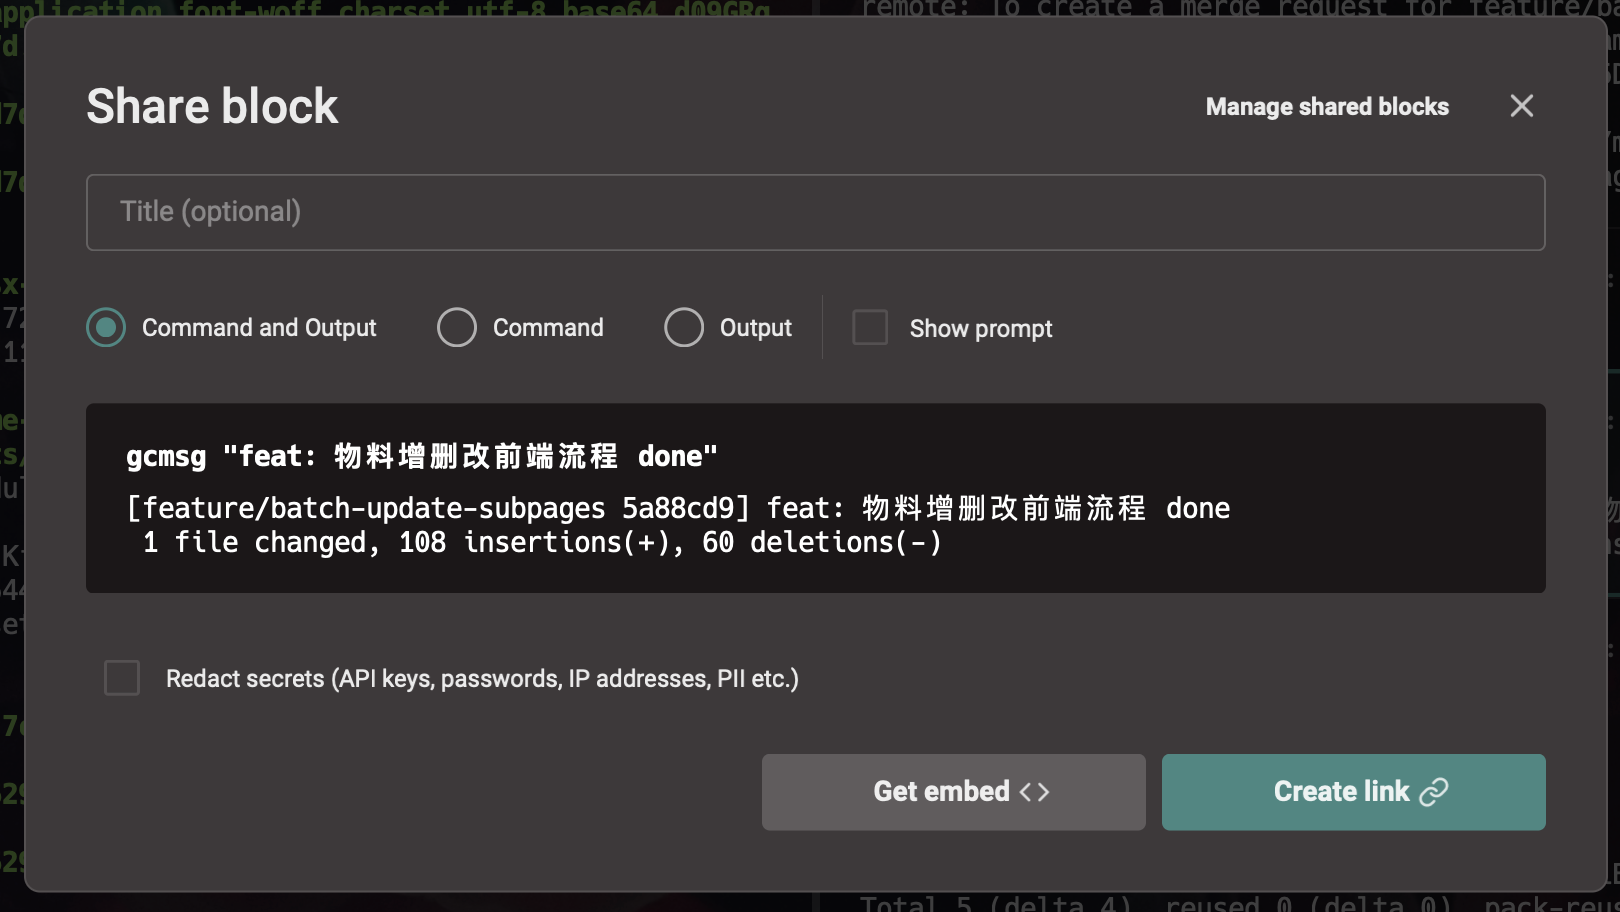 application font-woff charset utf-8 base64 d09GRg
remote: To create a merge request for feature/ba
Share block
Manage shared blocks
Title (optional)
Command and Output
Command
Output
Show prompt
gcmsg "feat: 物料增删改前端流程 done"
[feature/batch-update-subpages 5a88cd9] feat: 物料增删改前端流程 done
1 file changed, 108 insertions(+), 60 deletions(-)
Redact secrets (API keys, passwords, IP addresses, PII etc.)
Get embed <>
Create link
Total 5 (delta 4), reused 0 (delta 0), pack-reus